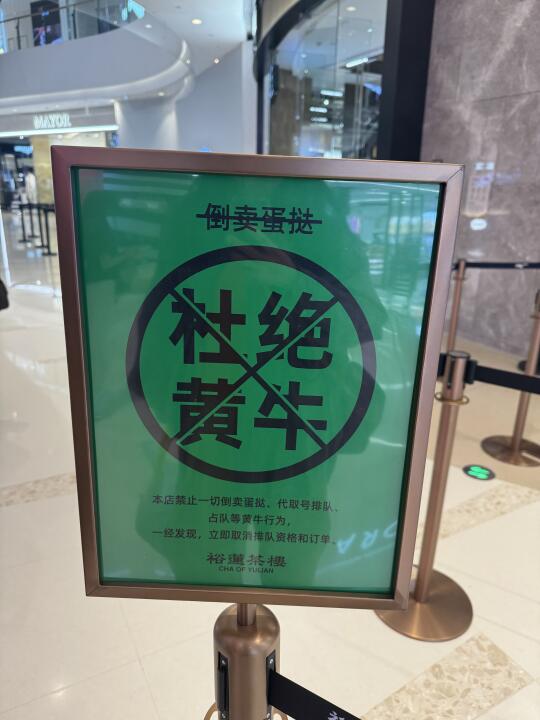 MAYOR
倒卖蛋挞
杜绝
黄牛
本店禁止一切倒卖蛋挞、代取号排队、
占队等黄牛行为，
一经发现，立即取消排队资格和订单。
裕蓮茶樓
CHA OF YULIAN